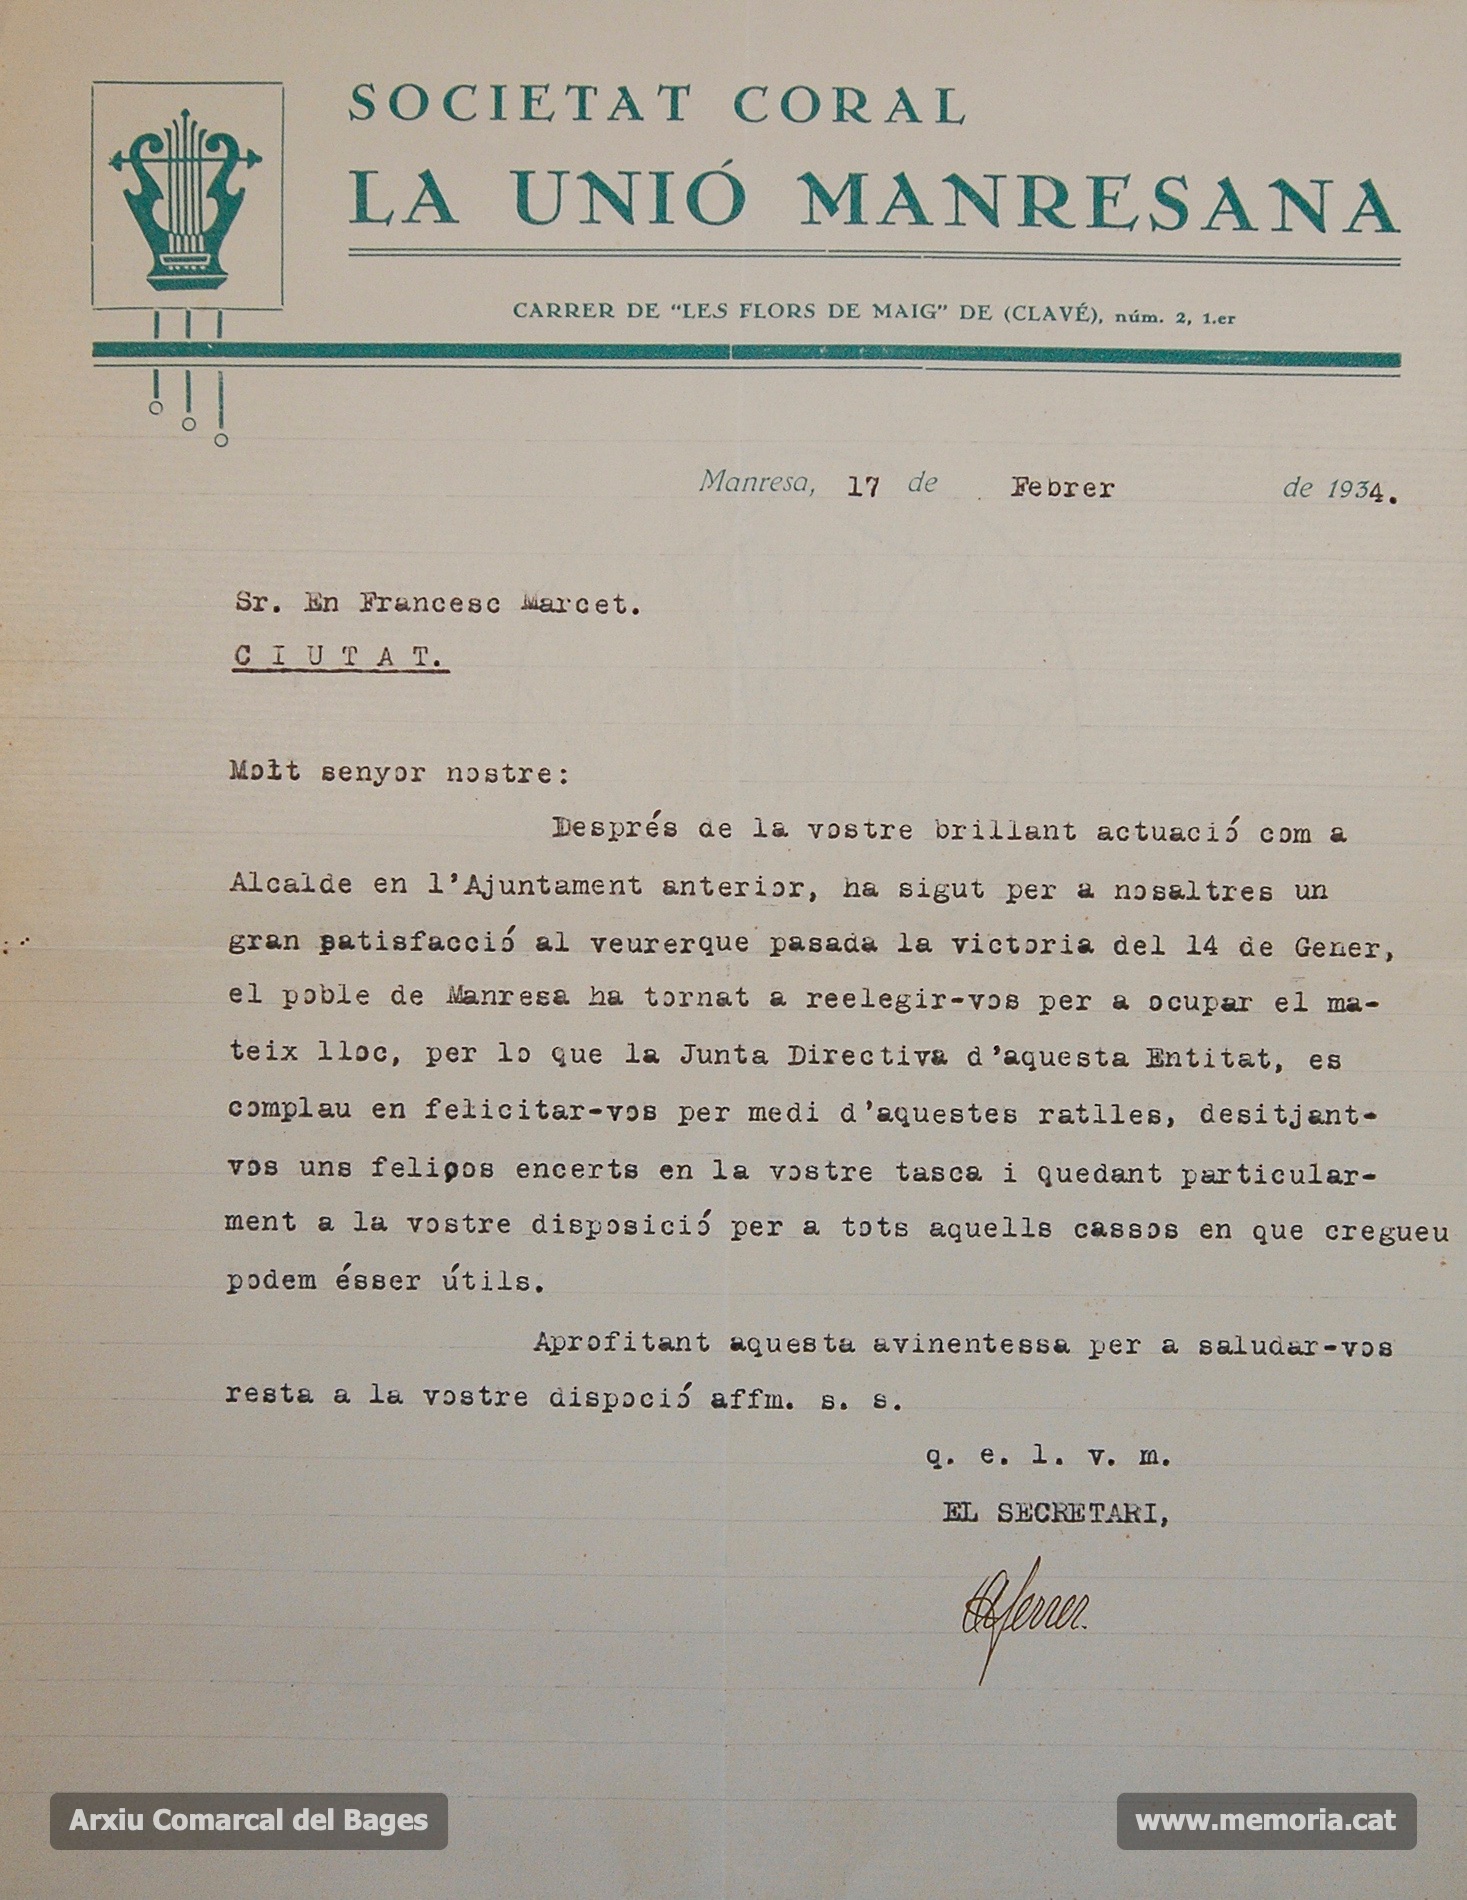 SOCIETAT CORAL
LA UNIÓ MANRESANA
CARRER DE "LES FLORS DE MAIG" DE (CLAVÉ), núm. 2, 1.er
Manresa, 17 de Febrer de 1934.
Sr. En Francesc Marcet.
C I U T A T.
Molt senyor nostre:
Després de la vostre brillant actuació com a
Alcalde en l'Ajuntament anterior, ha sigut per a nosaltres un
gran satisfacció al veurerque pasada la victoria del 14 de Gener,
el poble de Manresa ha tornat a reelegir-vos per a ocupar el ma-
teix lloc, per lo que la Junta Directiva d'aquesta Entitat, es
complau en felicitar-vos per medi d'aquestes ratlles, desitjant-
vos uns feliços encerts en la vostre tasca i quedant particular-
ment a la vostre disposició per a tots aquells cassos en que cregueu
podem ésser útils.
Aprofitant aquesta avinentessa per a saludar-vos
resta a la vostre dispoció affm. s. s.
q. e. l. v. m.
EL SECRETARI,
Ferrer.
Arxiu Comarcal del Bages
www.memoria.cat